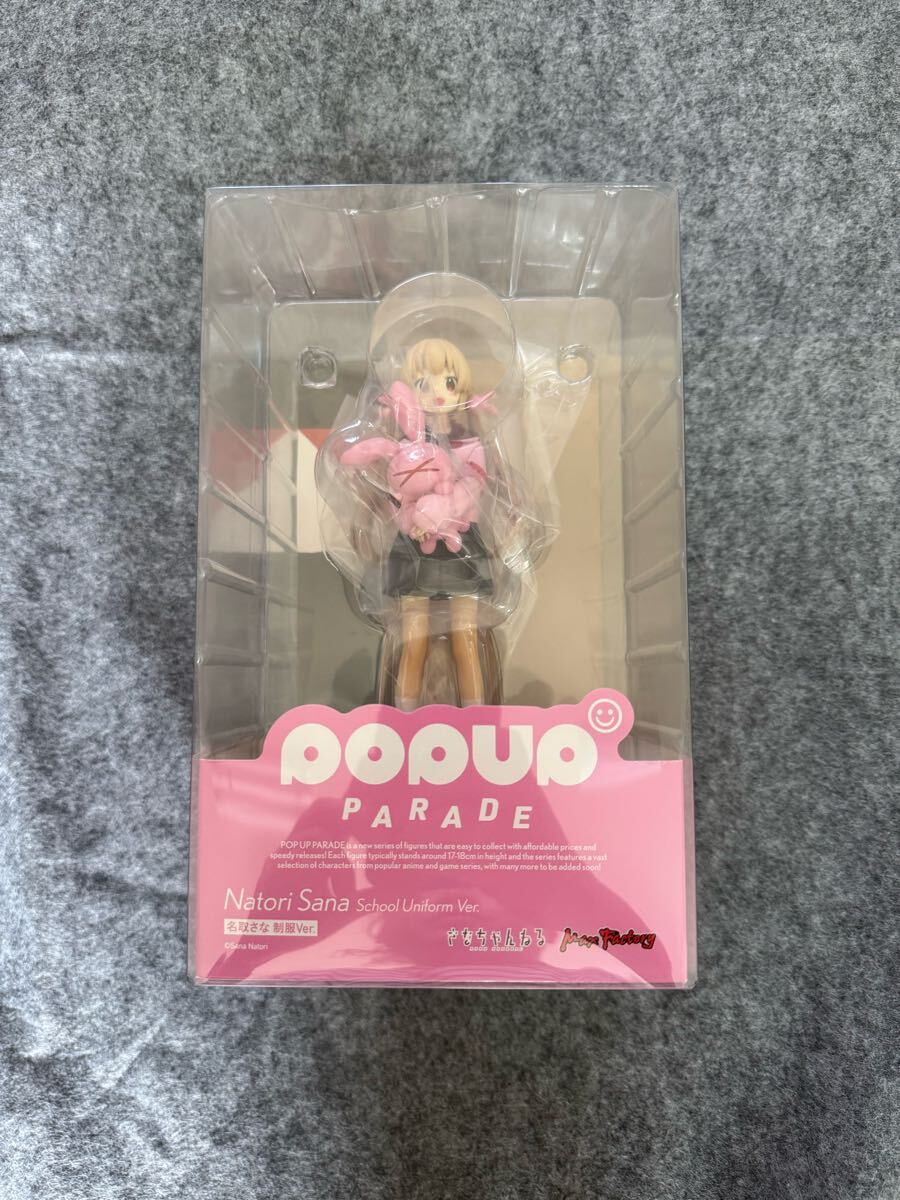 POPUP
PARADE
POP UP PARADE is a new series of figures that are easy to collect with affordable prices and
speedy releases! Each figure typically stands around 17-18cm in height and the series features a vast
selection of characters from popular anime and game series, with many more to be added soon!
Natori Sana School Uniform Ver.
名取さな 制服Ver.
さなちゃんねる
Max Factory
©Sana Natori